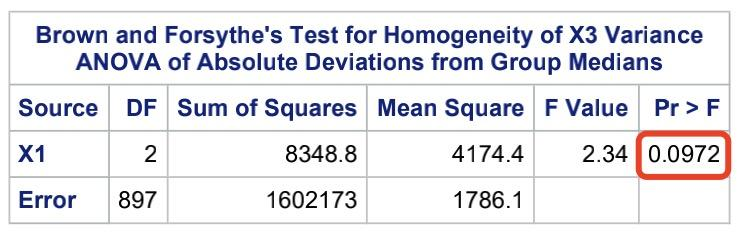 Brown and Forsythe's Test for Homogeneity of X3 Variance
ANOVA of Absolute Deviations from Group Medians
Source DF Sum of Squares Mean Square F Value Pr > F
X1 2 8348.8 4174.4 2.34 0.0972
Error 897 1602173 1786.1